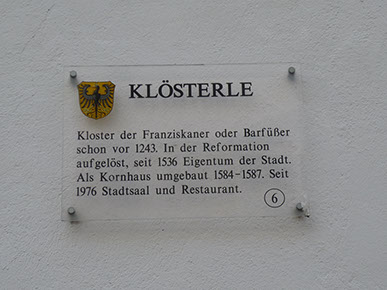 KLÖSTERLE
Kloster der Franziskaner oder Barfüßer
schon vor 1243. In der Reformation
aufgelöst, seit 1536 Eigentum der Stadt.
Als Kornhaus umgebaut 1584-1587. Seit
1976 Stadtsaal und Restaurant.
6